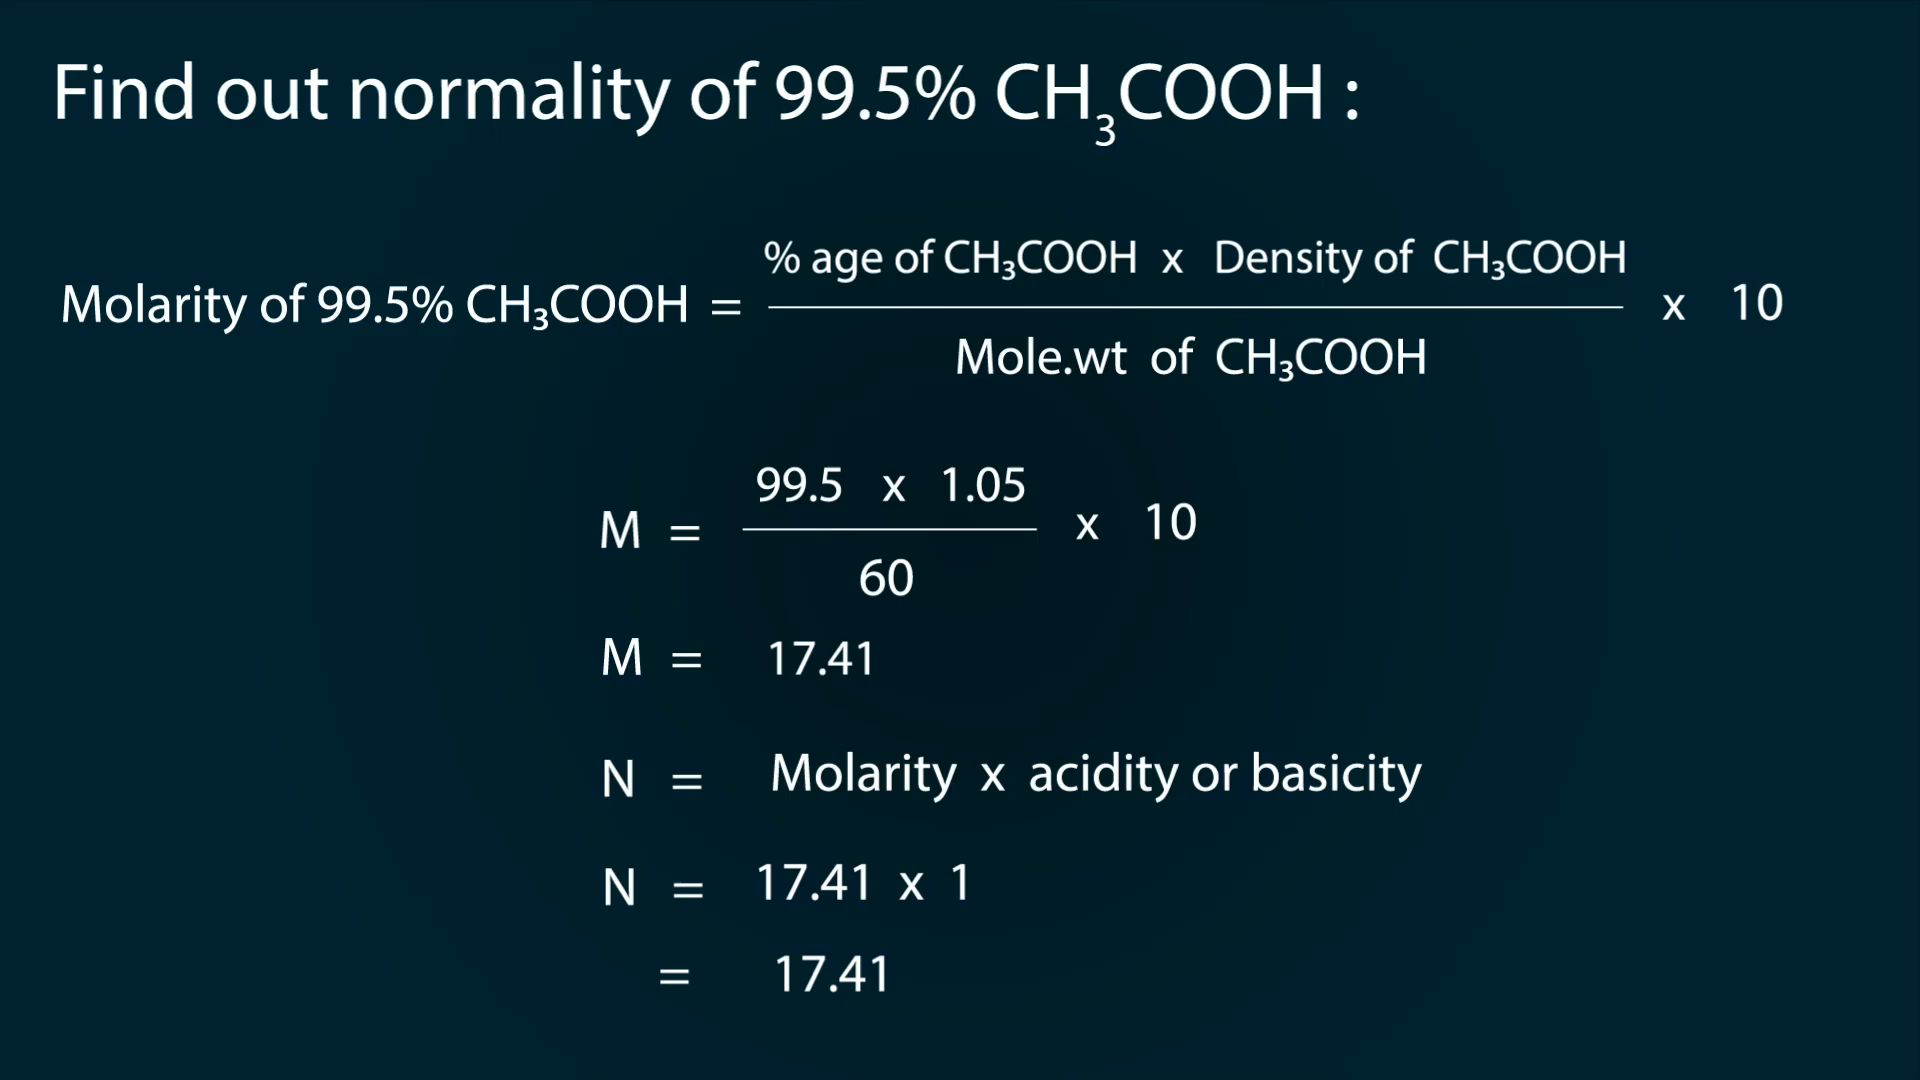 Find out normality of 99.5% CH₃COOH :
Molarity of 99.5% CH₃COOH = % age of CH₃COOH x Density of CH₃COOH / Mole.wt of CH₃COOH x 10
M = 99.5 x 1.05 / 60 x 10
M = 17.41
N = Molarity x acidity or basicity
N = 17.41 x 1
= 17.41